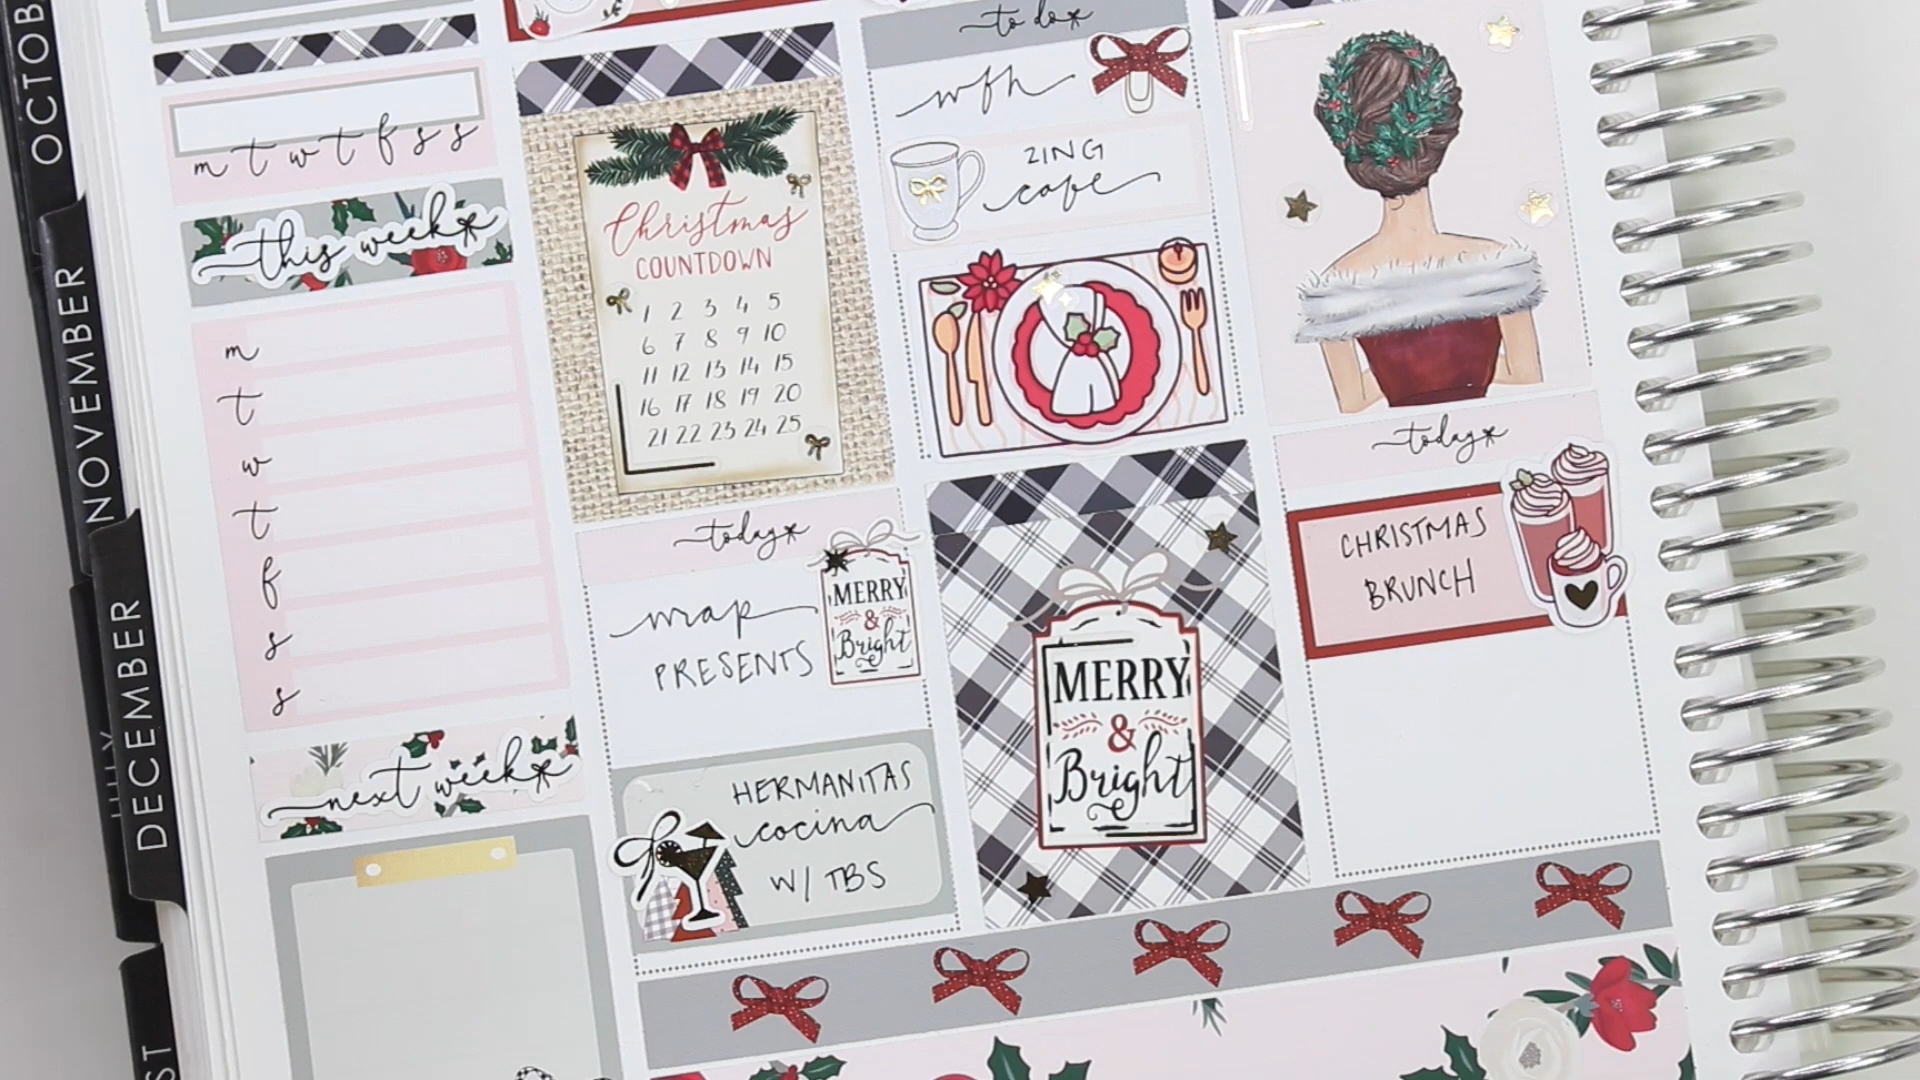 OCTOB
NOVEMBER
DECEMBER
JULY
ST
m t w t f s s
this week
m
t
w
t
f
s
s
next week
Christmas
COUNTDOWN
1 2 3 4 5
6 7 8 9 10
11 12 13 14 15
16 17 18 19 20
21 22 23 24 25
today
wrap
PRESENTS
MERRY
&
Bright
HERMANITAS
cocina
W/ TBS
to do
wfh
ZING
cafe
MERRY
&
Bright
today
CHRISTMAS
BRUNCH